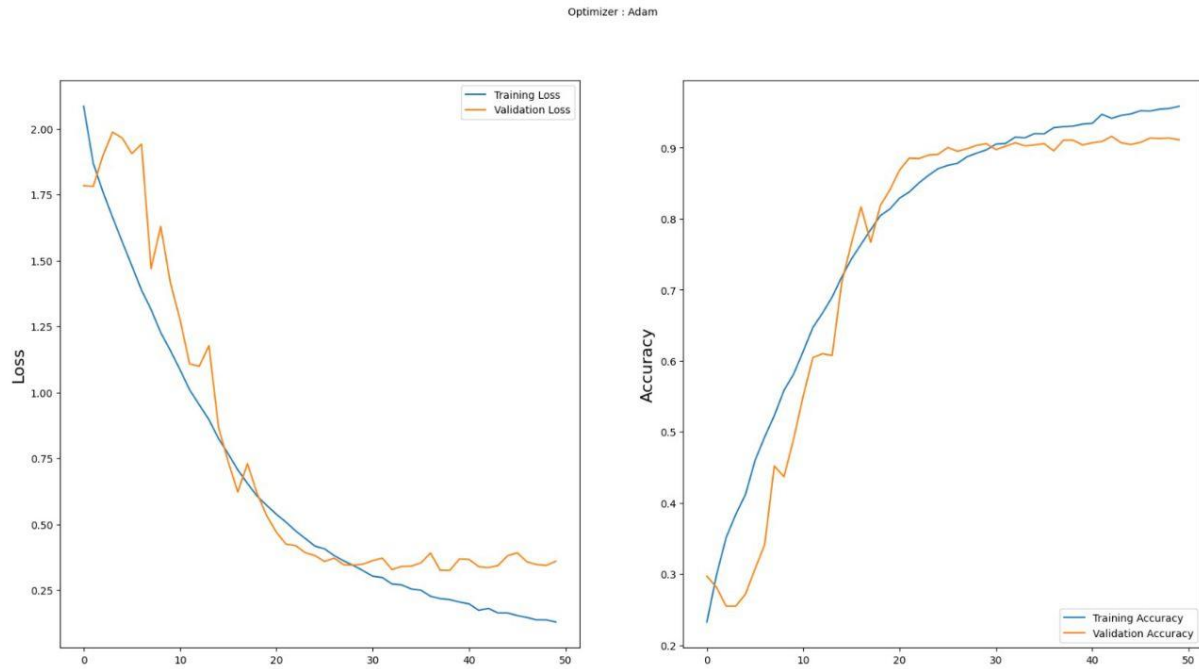 Optimizer : Adam
Loss
2.00
1.75
1.50
1.25
1.00
0.75
0.50
0.25
0 10 20 30 40 50
Training Loss
Validation Loss
Accuracy
0.9
0.8
0.7
0.6
0.5
0.4
0.3
0.2
0 10 20 30 40 50
Training Accuracy
Validation Accuracy